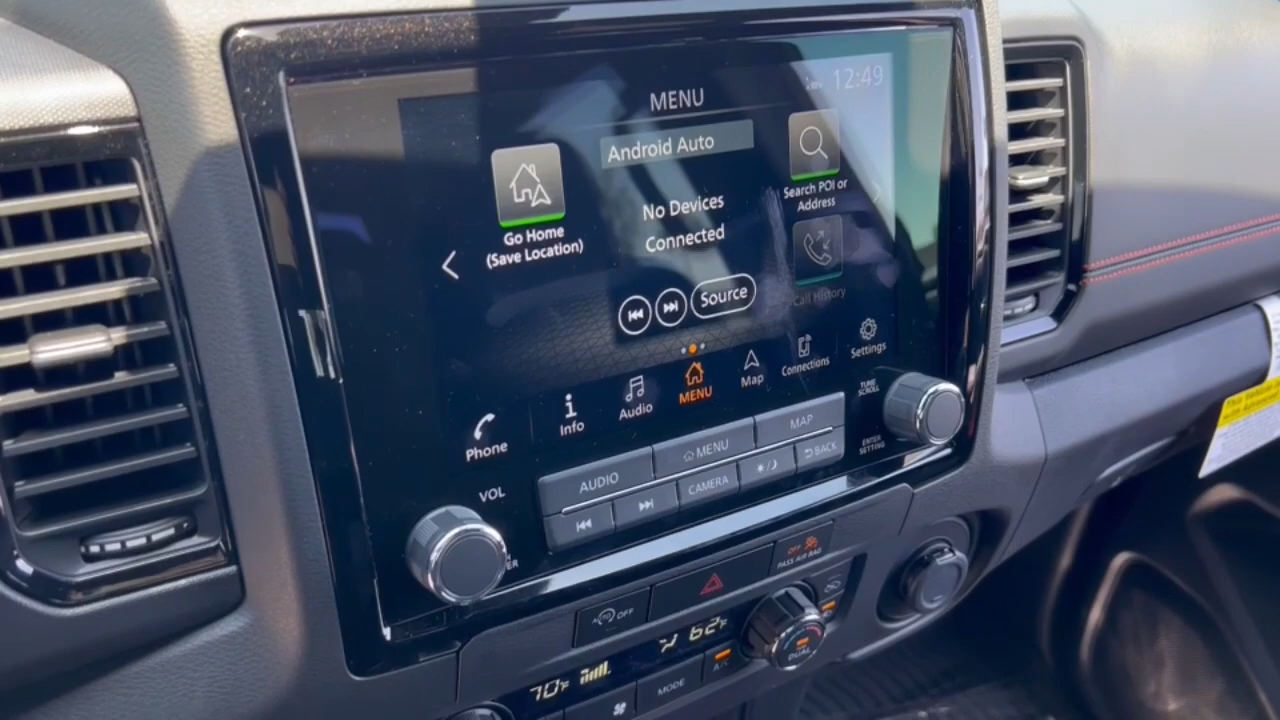 12:49
MENU
Android Auto
No Devices
Connected
Source
Go Home
(Save Location)
Search POI or
Address
Call History
Phone
Info
Audio
MENU
Map
Connections
Settings
VOL
TUNE
SCROLL
ENTER
SETTING
AUDIO
MENU
MAP
CAMERA
BACK
ER
OFF
PASS AIR BAG
OFF
62°F
70°F
MODE
A/C
DUAL